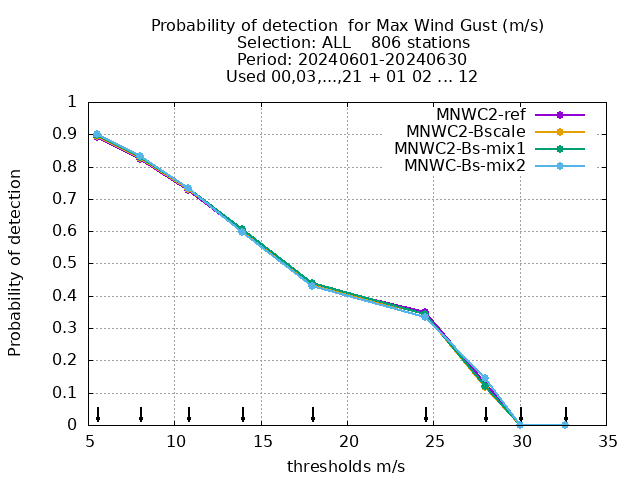 Probability of detection  for Max Wind Gust (m/s)
Selection: ALL    806 stations
Period: 20240601-20240630
Used 00,03,...,21 + 01 02 ... 12
MNWC2-ref
MNWC2-Bscale
MNWC2-Bs-mix1
MNWC-Bs-mix2
Probability of detection
1
0.9
0.8
0.7
0.6
0.5
0.4
0.3
0.2
0.1
0
5 10 15 20 25 30 35
thresholds m/s